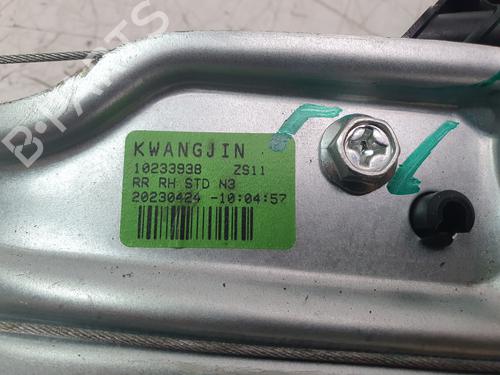 B-PARTS
KWANGJIN
10233938 ZS11
RR RH STD N3
20230424 -10:04:57